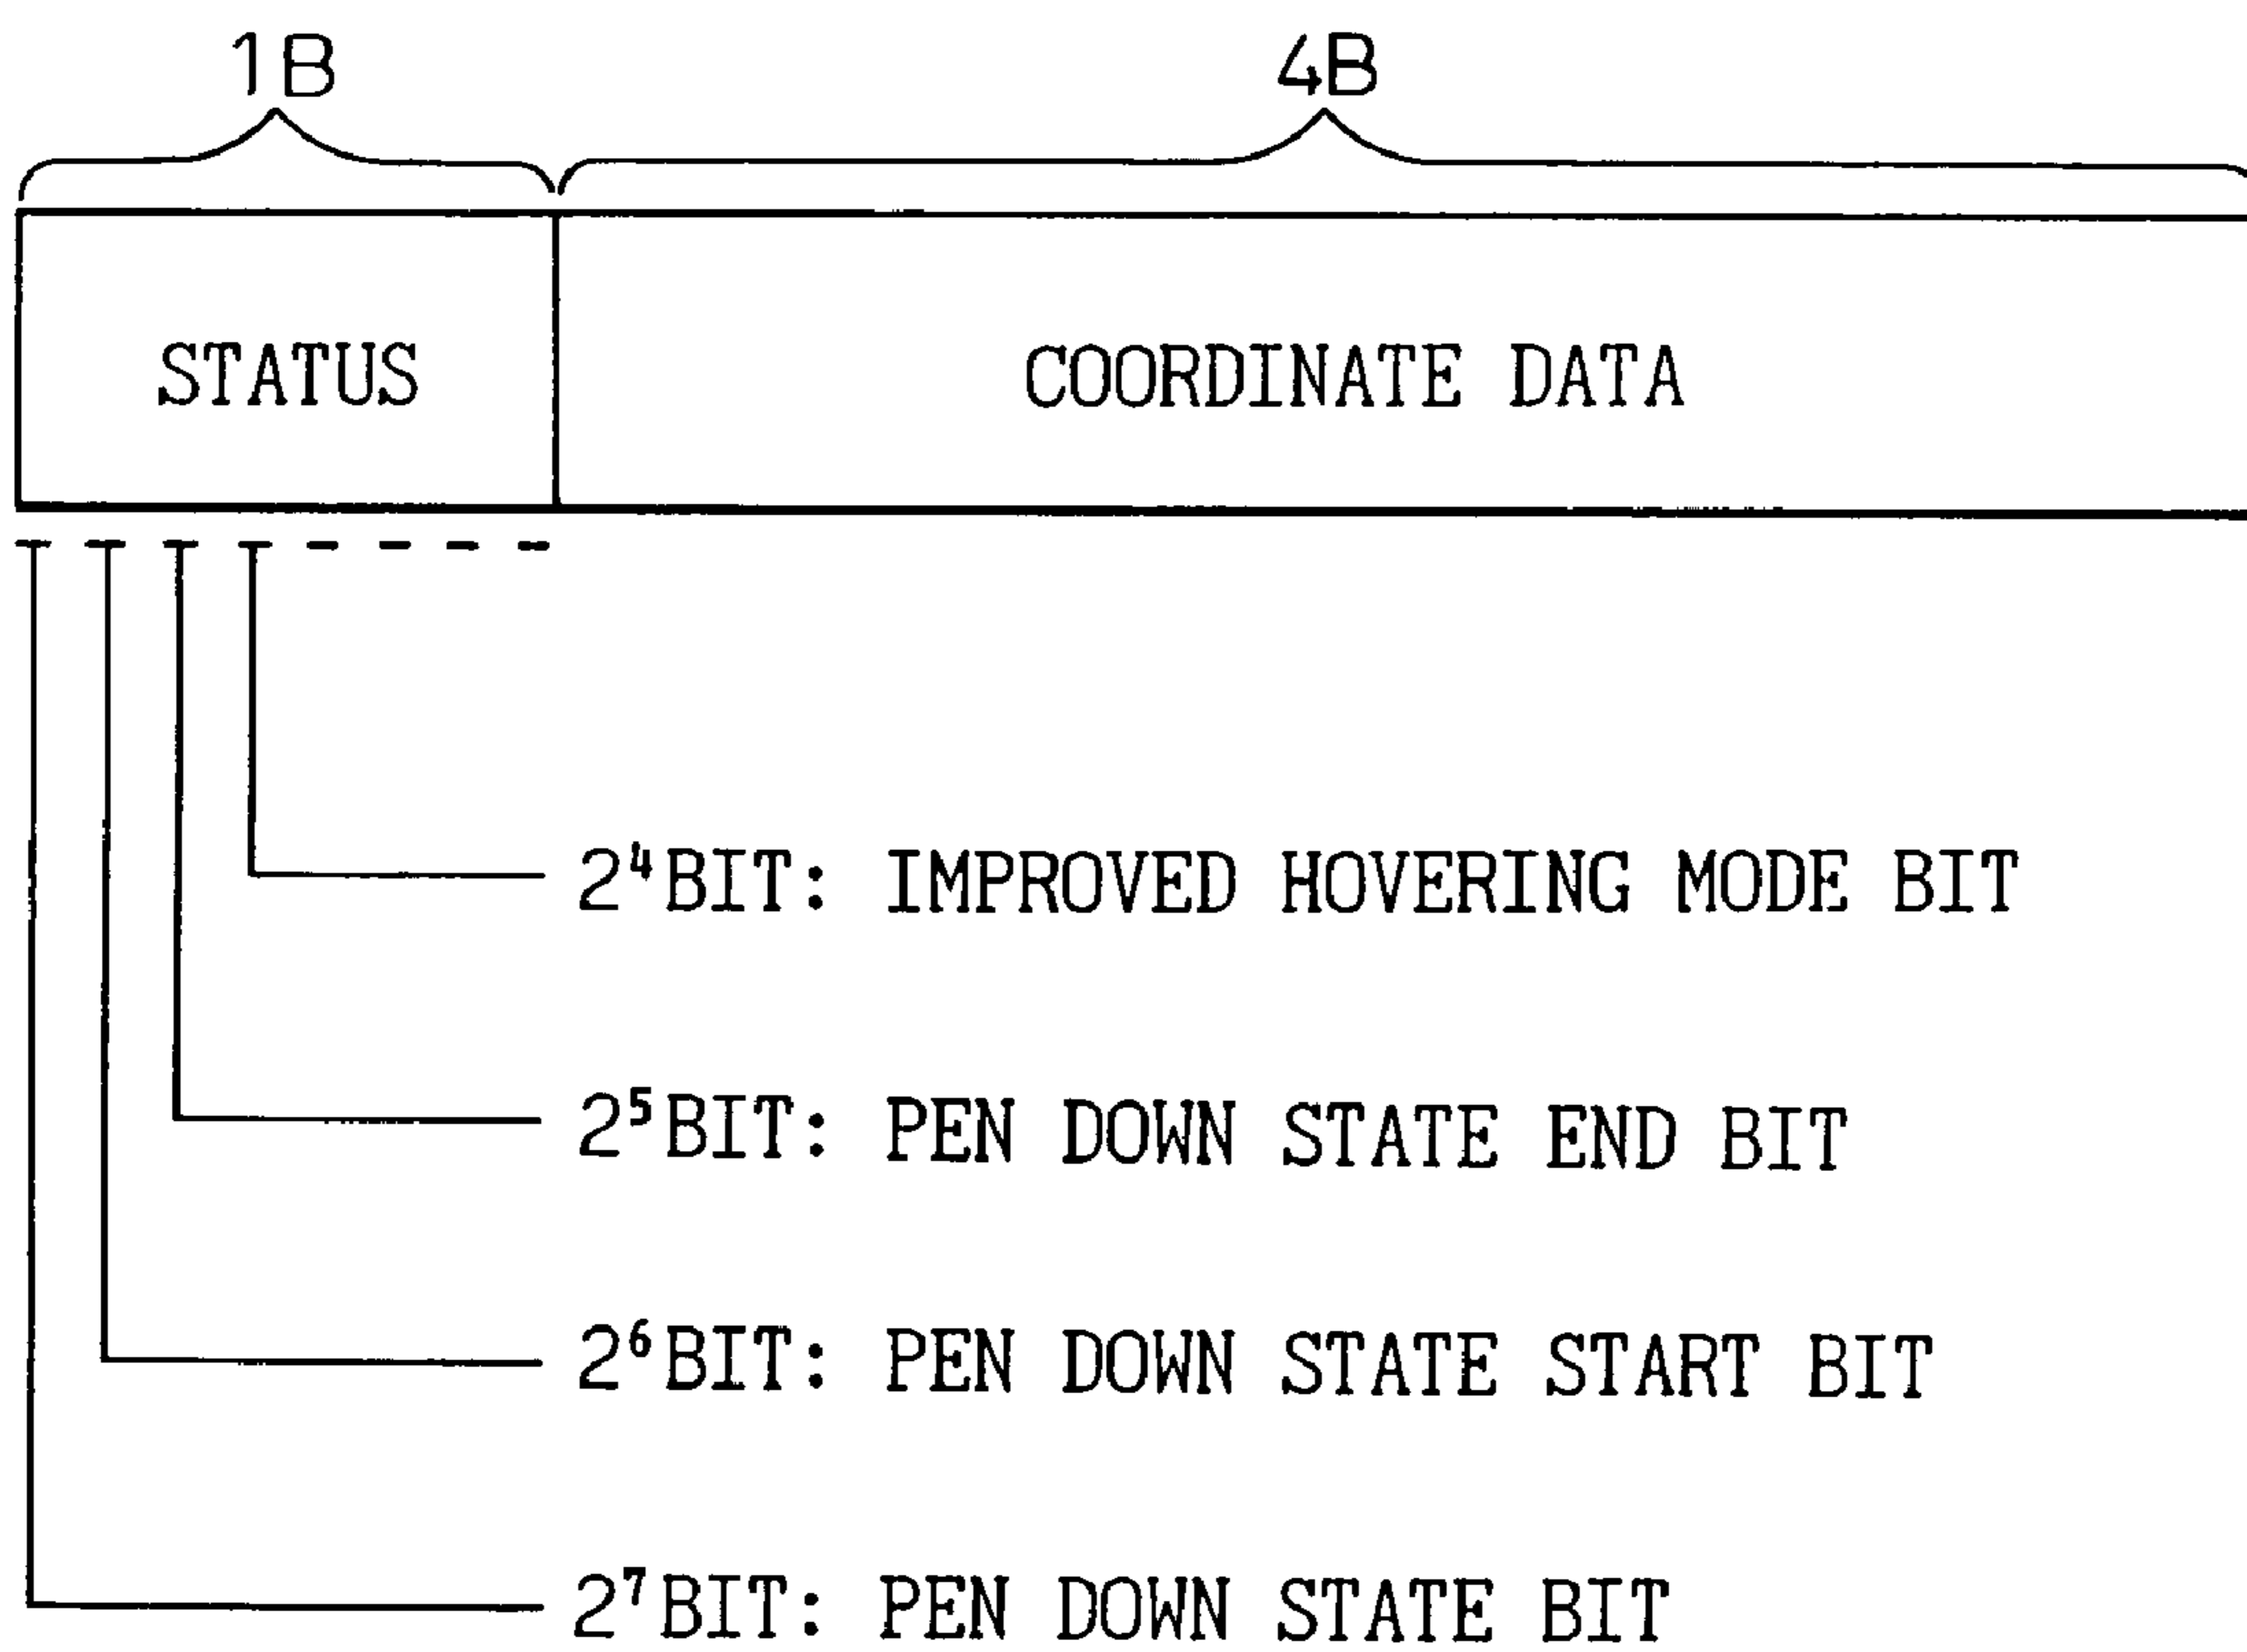 1B 4B
STATUS COORDINATE DATA
2⁴BIT: IMPROVED HOVERING MODE BIT
2⁵BIT: PEN DOWN STATE END BIT
2⁶BIT: PEN DOWN STATE START BIT
2⁷BIT: PEN DOWN STATE BIT